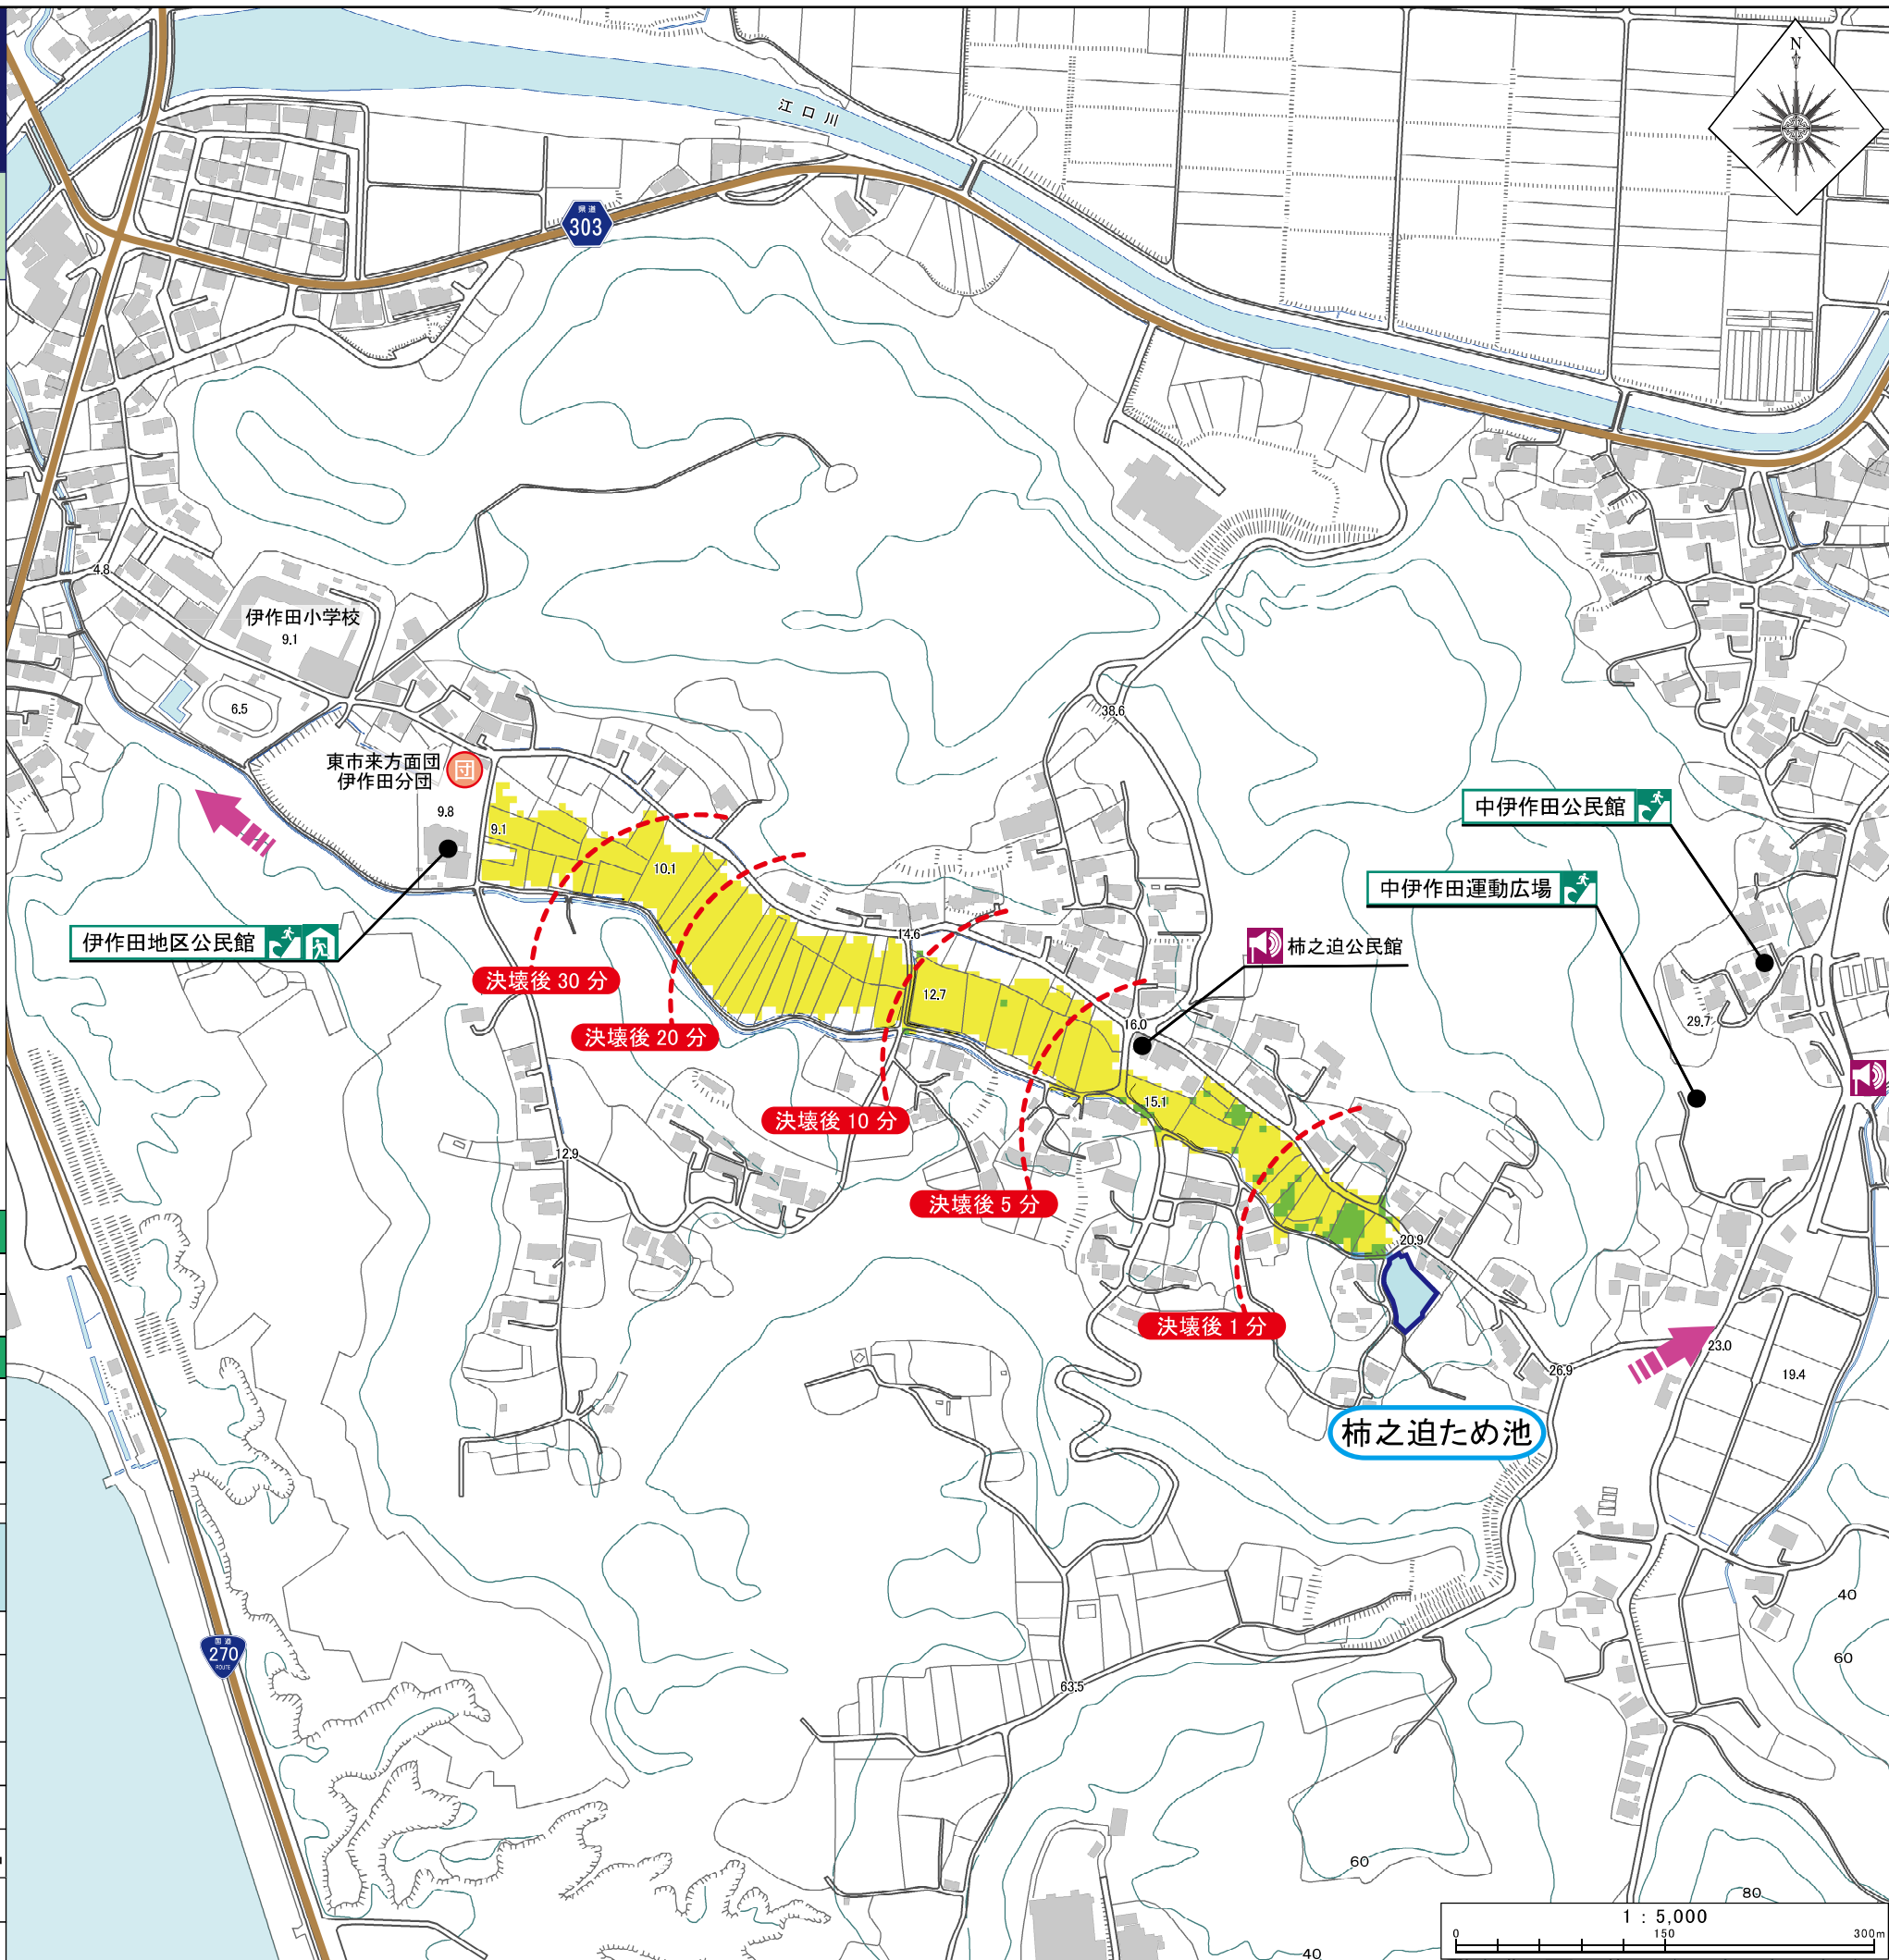 N
江口川
県道
303
4.8
伊作田小学校
9.1
6.5
38.6
東市来方面団
伊作田分団
団
9.8
9.1
10.1
中伊作田公民館
中伊作田運動広場
伊作田地区公民館
14.6
柿之迫公民館
決壊後 30 分
12.7
16.0
29.7
決壊後 20 分
15.1
決壊後 10 分
12.9
決壊後 5 分
20.9
決壊後 1 分
23.0
26.9
19.4
柿之迫ため池
40
国道
270
ROUTE
60
63.5
60
80
40
1 : 5,000
0 150 300m